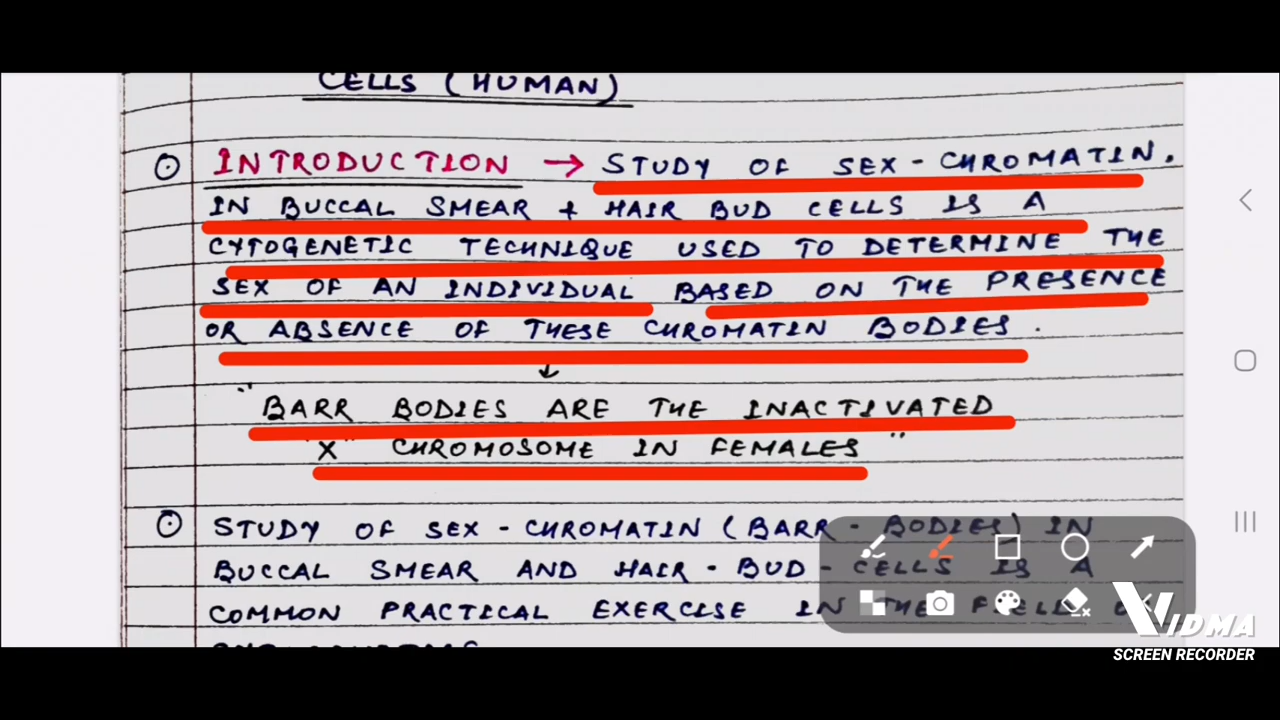 CELLS (HUMAN)
INTRODUCTION → STUDY OF SEX-CHROMATIN.
IN BUCCAL SMEAR + HAIR BUD CELLS IS A
CYTOGENETIC TECHNIQUE USED TO DETERMINE THE
SEX OF AN INDIVIDUAL BASED ON THE PRESENCE
OR ABSENCE OF THESE CHROMATIN BODIES.
↓
"BARR BODIES ARE THE INACTIVATED
"X" CHROMOSOME IN FEMALES"
STUDY OF SEX-CHROMATIN (BARR-BODIES) IN
BUCCAL SMEAR AND HAIR-BUD-CELLS IS A
COMMON PRACTICAL EXERCISE IN THE FIELD
VIDMA
SCREEN RECORDER